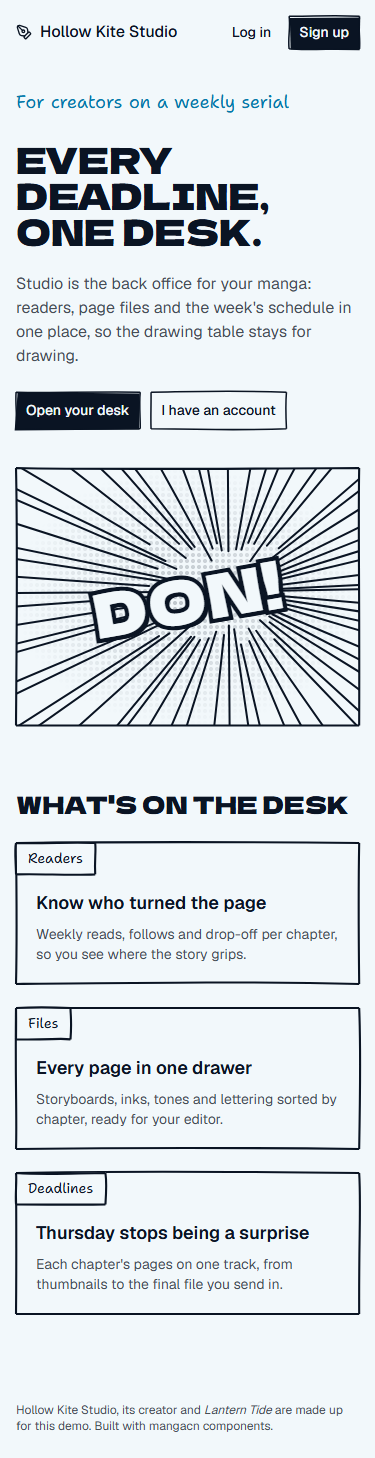 Hollow Kite Studio
Log in
Sign up
For creators on a weekly serial
EVERY
DEADLINE,
ONE DESK.
Studio is the back office for your manga:
readers, page files and the week's schedule in
one place, so the drawing table stays for
drawing.
Open your desk
I have an account
DON!
WHAT'S ON THE DESK
Readers
Know who turned the page
Weekly reads, follows and drop-off per chapter,
so you see where the story grips.
Files
Every page in one drawer
Storyboards, inks, tones and lettering sorted by
chapter, ready for your editor.
Deadlines
Thursday stops being a surprise
Each chapter's pages on one track, from
thumbnails to the final file you send in.
Hollow Kite Studio, its creator and Lantern Tide are made up
for this demo. Built with mangacn components.